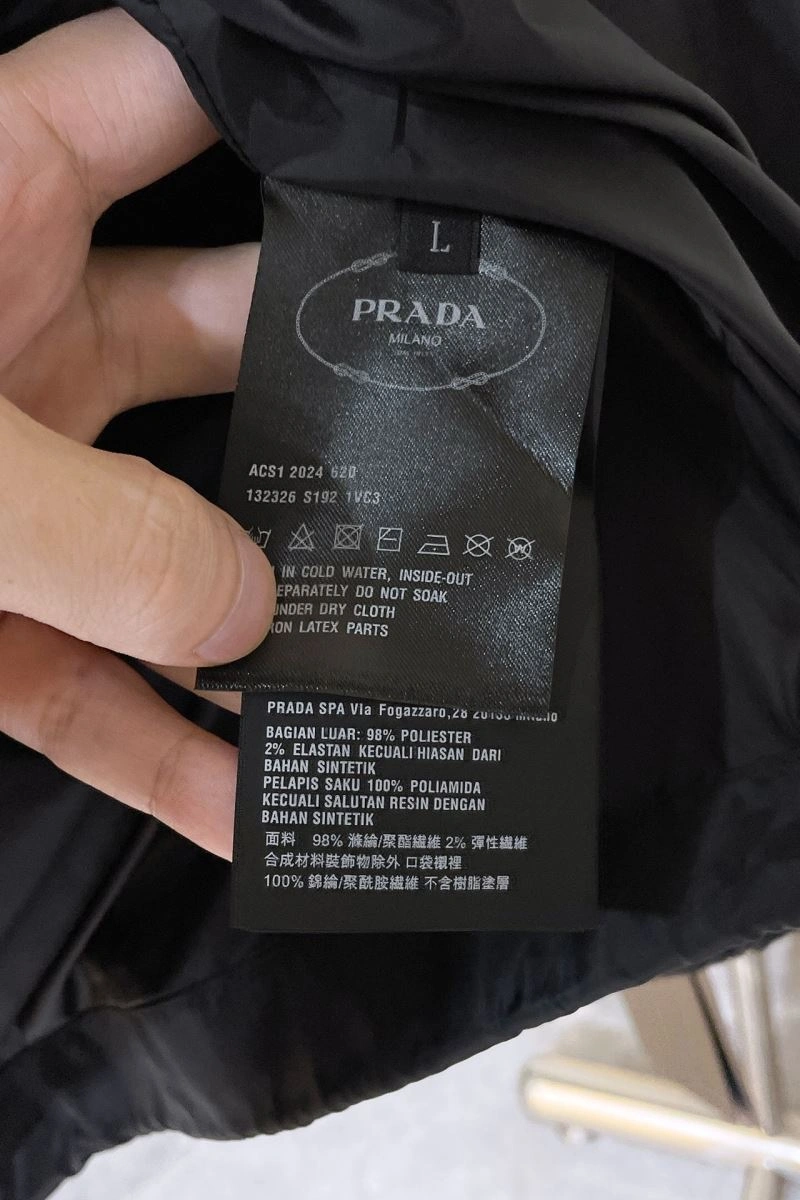 L
PRADA
MILANO
ACS1 2024 62D
132326 S192 1VC3
IN COLD WATER, INSIDE-OUT
EPARATELY DO NOT SOAK
UNDER DRY CLOTH
RON LATEX PARTS
PRADA SPA Via Fogazzaro,28 20135 Milano
BAGIAN LUAR: 98% POLIESTER
2% ELASTAN KECUALI HIASAN DARI
BAHAN SINTETIK
PELAPIS SAKU 100% POLIAMIDA
KECUALI SALUTAN RESIN DENGAN
BAHAN SINTETIK
面料 98% 滌綸/聚酯纖維 2% 彈性纖維
合成材料裝飾物除外 口袋襯裡
100% 錦綸/聚酰胺纖維 不含樹脂塗層